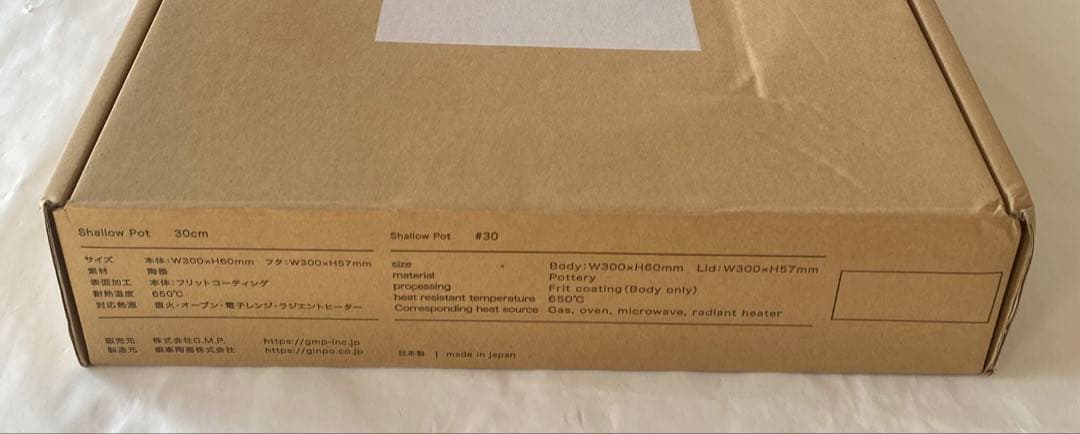 Shallow Pot 30cm
サイズ 本体:W300×H60mm フタ:W300×H57mm
素材 陶器
表面加工 本体:フリットコーティング
耐熱温度 650℃
対応熱源 直火・オーブン・電子レンジ・ラジエントヒーター
販売元 株式会社G.M.P. https://gmp-inc.jp
製造元 銀峯陶器株式会社 https://ginpo.co.jp
Shallow Pot #30
size Body:W300×H60mm Lid:W300×H57mm
material Pottery
propessing Frit coating(Body only)
heat resistant temperature 650℃
Corresponding heat source Gas, oven, microwave, radiant heater
日本製 | made in japan